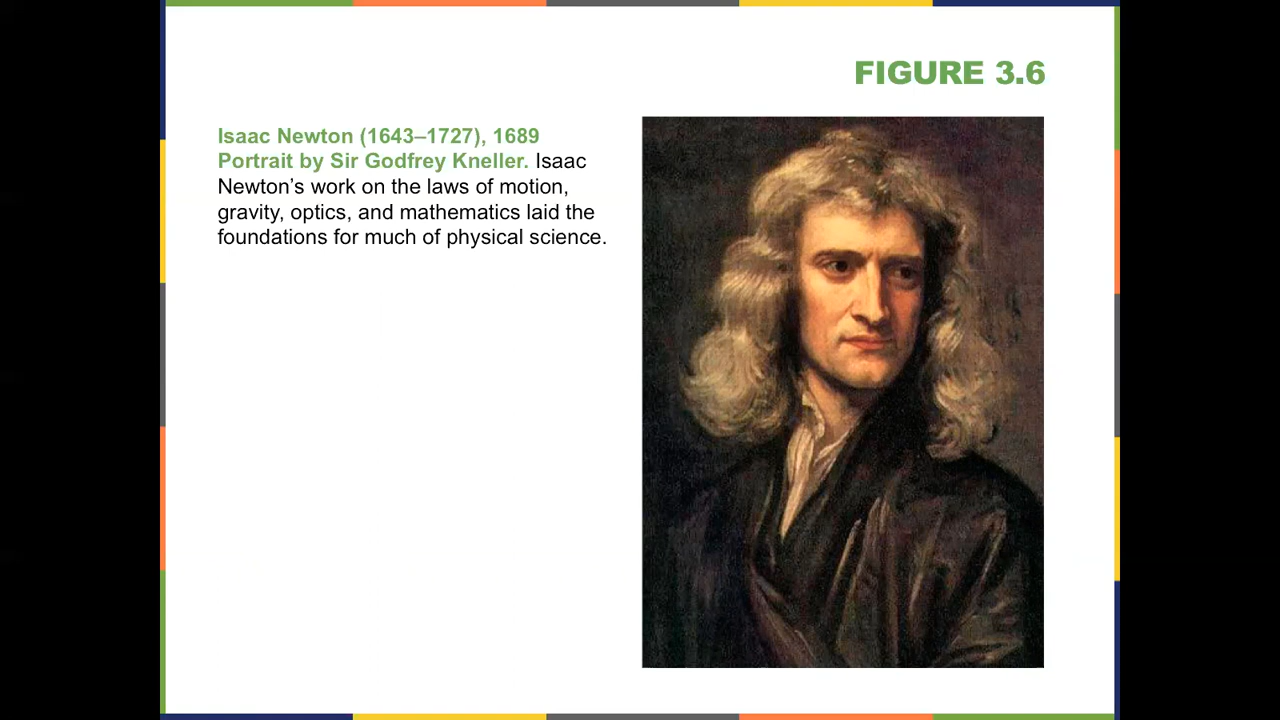 FIGURE 3.6
Isaac Newton (1643–1727), 1689
Portrait by Sir Godfrey Kneller. Isaac
Newton’s work on the laws of motion,
gravity, optics, and mathematics laid the
foundations for much of physical science.